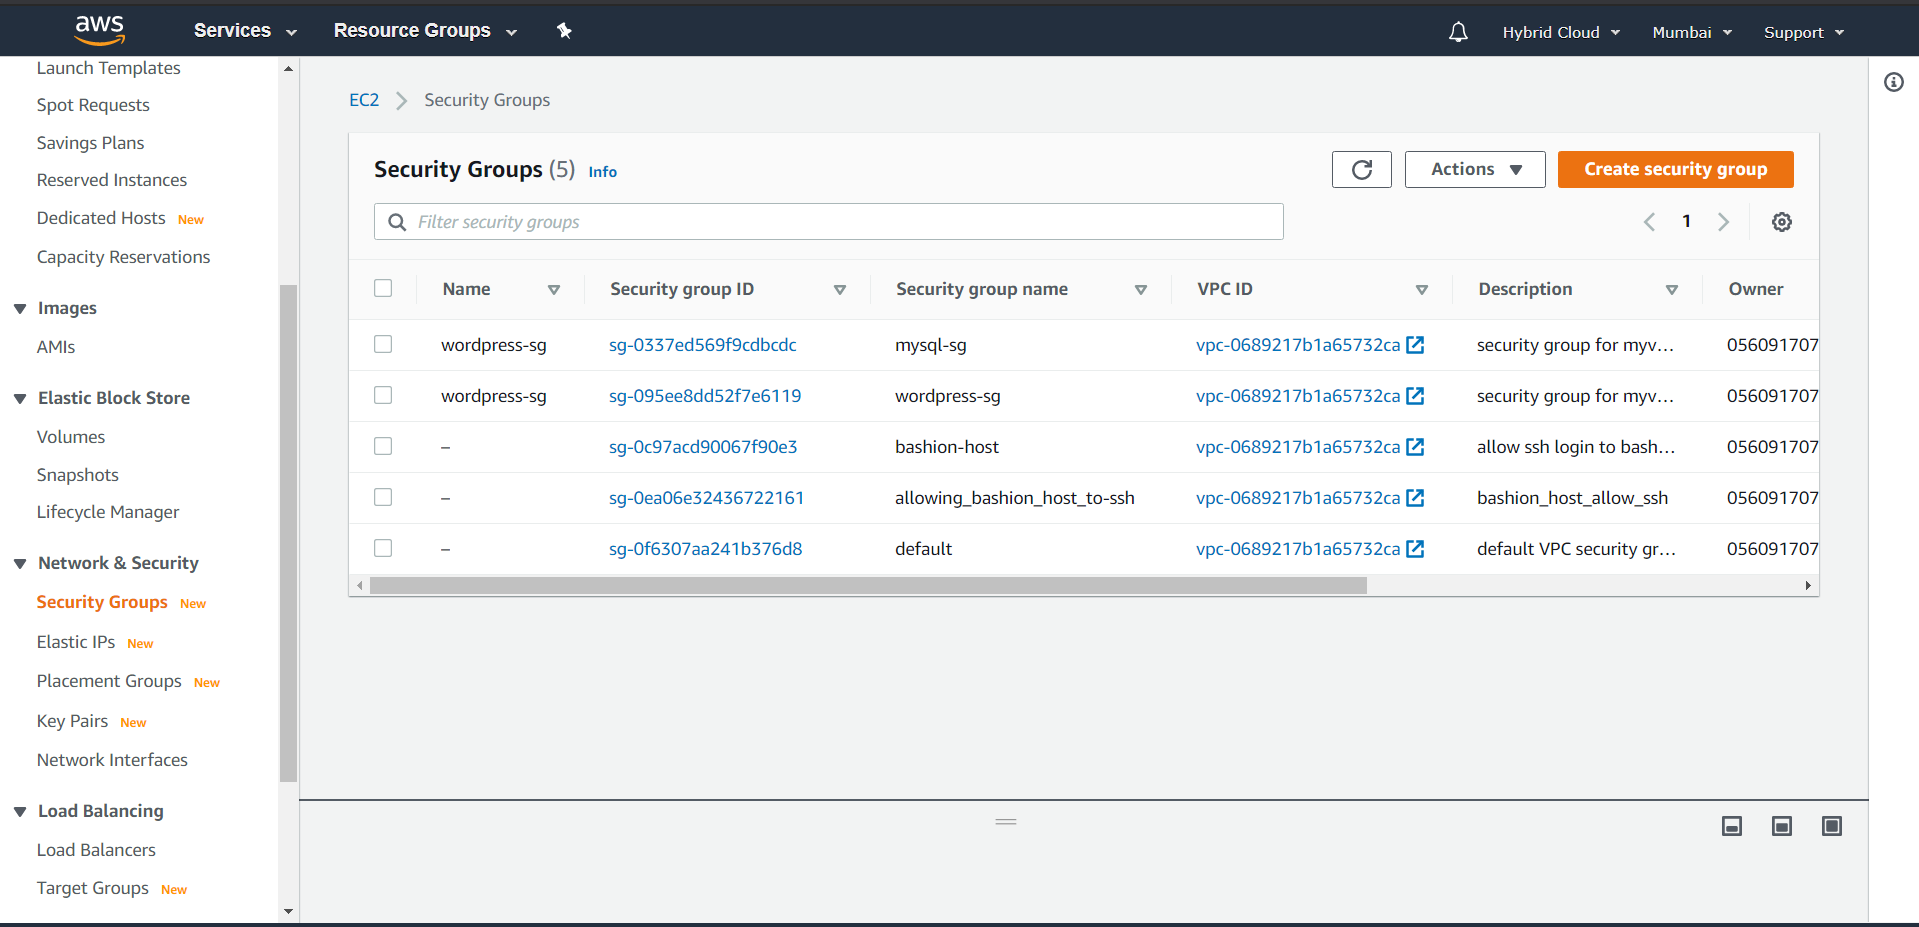 aws Services Resource Groups Hybrid Cloud Mumbai Support
Launch Templates
Spot Requests
Savings Plans
Reserved Instances
Dedicated Hosts New
Capacity Reservations
Images
AMIs
Elastic Block Store
Volumes
Snapshots
Lifecycle Manager
Network & Security
Security Groups New
Elastic IPs New
Placement Groups New
Key Pairs New
Network Interfaces
Load Balancing
Load Balancers
Target Groups New
EC2 Security Groups
Security Groups (5) Info Actions Create security group
Filter security groups 1
Name Security group ID Security group name VPC ID Description Owner
wordpress-sg sg-0337ed569f9cdbcdc mysql-sg vpc-0689217b1a65732ca security group for myv... 056091707
wordpress-sg sg-095ee8dd52f7e6119 wordpress-sg vpc-0689217b1a65732ca security group for myv... 056091707
– sg-0c97acd90067f90e3 bashion-host vpc-0689217b1a65732ca allow ssh login to bash... 056091707
– sg-0ea06e32436722161 allowing_bashion_host_to-ssh vpc-0689217b1a65732ca bashion_host_allow_ssh 056091707
– sg-0f6307aa241b376d8 default vpc-0689217b1a65732ca default VPC security gr... 056091707